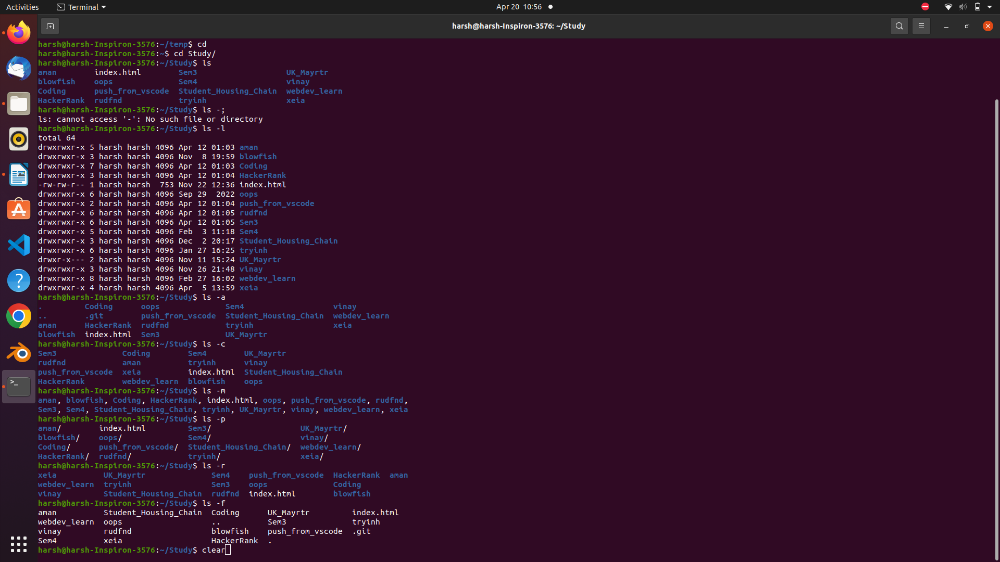 Activities Terminal Apr 20 10:56
harsh@harsh-Inspiron-3576: ~/Study
harsh@harsh-Inspiron-3576:~/temp$ cd
harsh@harsh-Inspiron-3576:~$ cd Study/
harsh@harsh-Inspiron-3576:~/Study$ ls
aman        index.html        Sem3                   UK_Mayrtr
blowfish    oops              Sem4                   vinay
Coding      push_from_vscode  Student_Housing_Chain  webdev_learn
HackerRank  rudfnd            tryinh                 xeia
harsh@harsh-Inspiron-3576:~/Study$ ls -;
ls: cannot access '-': No such file or directory
harsh@harsh-Inspiron-3576:~/Study$ ls -l
total 64
drwxrwxr-x 5 harsh harsh 4096 Apr 12 01:03 aman
drwxrwxr-x 3 harsh harsh 4096 Nov  8 19:59 blowfish
drwxrwxr-x 7 harsh harsh 4096 Apr 12 01:03 Coding
drwxrwxr-x 3 harsh harsh 4096 Apr 12 01:04 HackerRank
-rw-rw-r-- 1 harsh harsh  753 Nov 22 12:36 index.html
drwxrwxr-x 6 harsh harsh 4096 Sep 29  2022 oops
drwxrwxr-x 2 harsh harsh 4096 Apr 12 01:04 push_from_vscode
drwxrwxr-x 6 harsh harsh 4096 Apr 12 01:05 rudfnd
drwxrwxr-x 6 harsh harsh 4096 Apr 12 01:05 Sem3
drwxrwxr-x 5 harsh harsh 4096 Feb  3 11:18 Sem4
drwxrwxr-x 3 harsh harsh 4096 Dec  2 20:17 Student_Housing_Chain
drwxrwxr-x 6 harsh harsh 4096 Jan 27 16:25 tryinh
drwxr-x--- 2 harsh harsh 4096 Nov 11 15:24 UK_Mayrtr
drwxrwxr-x 3 harsh harsh 4096 Nov 26 21:48 vinay
drwxrwxr-x 8 harsh harsh 4096 Feb 27 16:02 webdev_learn
drwxrwxr-x 4 harsh harsh 4096 Apr  5 13:59 xeia
harsh@harsh-Inspiron-3576:~/Study$ ls -a
.         Coding      oops              Sem4                   vinay
..        .git        push_from_vscode  Student_Housing_Chain  webdev_learn
aman      HackerRank  rudfnd            tryinh                 xeia
blowfish  index.html  Sem3              UK_Mayrtr
harsh@harsh-Inspiron-3576:~/Study$ ls -c
Sem3              Coding        Sem4        UK_Mayrtr
rudfnd            aman          tryinh      vinay
push_from_vscode  xeia          index.html  Student_Housing_Chain
HackerRank        webdev_learn  blowfish    oops
harsh@harsh-Inspiron-3576:~/Study$ ls -m
aman, blowfish, Coding, HackerRank, index.html, oops, push_from_vscode, rudfnd,
Sem3, Sem4, Student_Housing_Chain, tryinh, UK_Mayrtr, vinay, webdev_learn, xeia
harsh@harsh-Inspiron-3576:~/Study$ ls -p
aman/        index.html         Sem3/                   UK_Mayrtr/
blowfish/    oops/              Sem4/                   vinay/
Coding/      push_from_vscode/  Student_Housing_Chain/  webdev_learn/
HackerRank/  rudfnd/            tryinh/                 xeia/
harsh@harsh-Inspiron-3576:~/Study$ ls -r
xeia          UK_Mayrtr              Sem4    push_from_vscode  HackerRank  aman
webdev_learn  tryinh                 Sem3    oops              Coding
vinay         Student_Housing_Chain  rudfnd  index.html        blowfish
harsh@harsh-Inspiron-3576:~/Study$ ls -f
aman          Student_Housing_Chain  Coding      UK_Mayrtr         index.html
webdev_learn  oops                   ..          Sem3              tryinh
vinay         rudfnd                 blowfish    push_from_vscode  .git
Sem4          xeia                   HackerRank  .
harsh@harsh-Inspiron-3576:~/Study$ clear